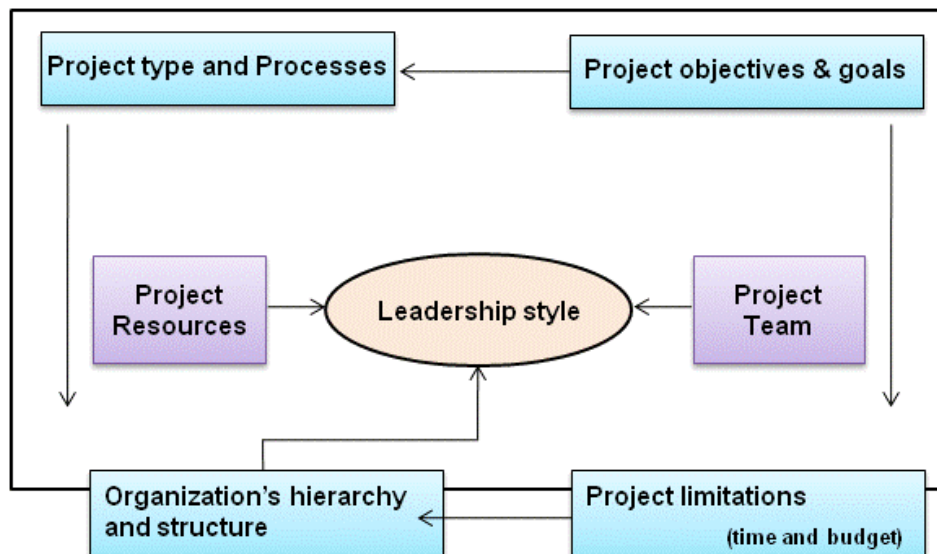 Project type and Processes
Project objectives & goals
Project
Resources
Leadership style
Project
Team
Organization’s hierarchy
and structure
Project limitations
(time and budget)